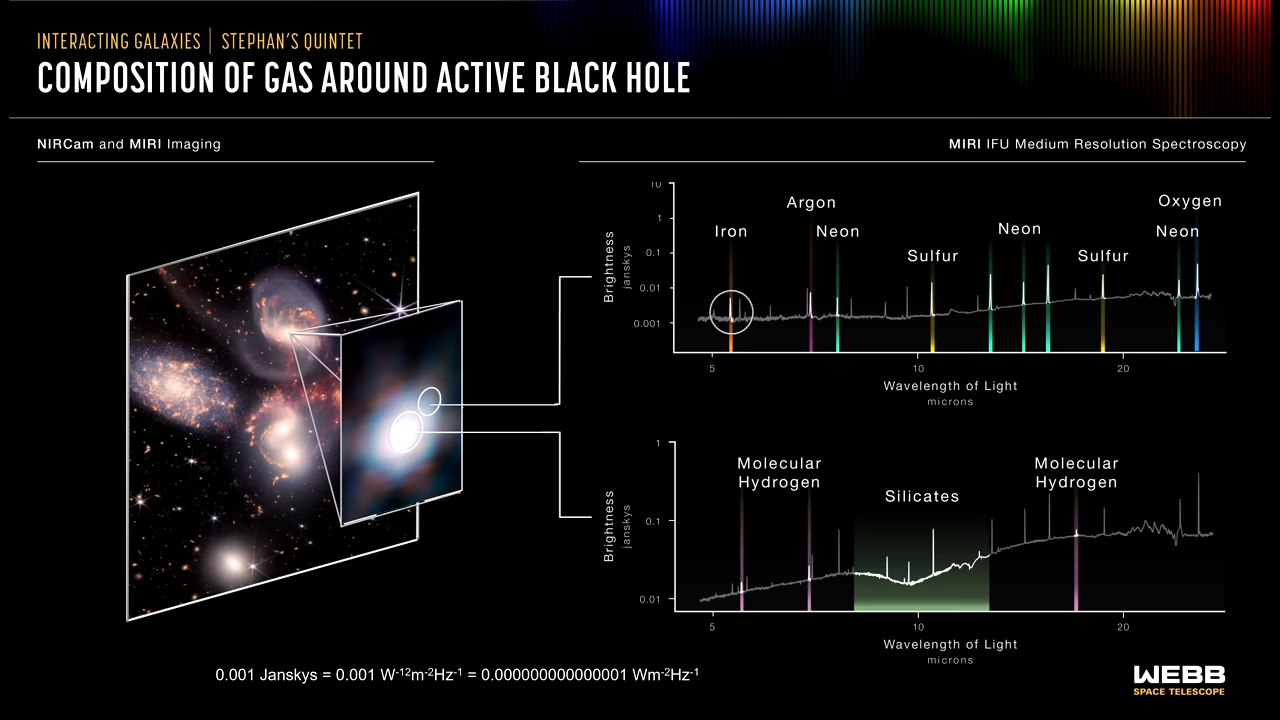 INTERACTING GALAXIES | STEPHAN'S QUINTET
COMPOSITION OF GAS AROUND ACTIVE BLACK HOLE
NIRCam and MIRI Imaging
MIRI IFU Medium Resolution Spectroscopy
Brightness
janskys
10
1
0.1
0.01
0.001
Iron
Argon
Neon
Sulfur
Neon
Sulfur
Neon
Oxygen
5
10
20
Wavelength of Light
microns
Brightness
janskys
1
0.1
0.01
Molecular
Hydrogen
Silicates
Molecular
Hydrogen
5
10
20
Wavelength of Light
microns
0.001 Janskys = 0.001 W⁻¹²m⁻²Hz⁻¹ = 0.000000000000001 Wm⁻²Hz⁻¹
WEBB
SPACE TELESCOPE